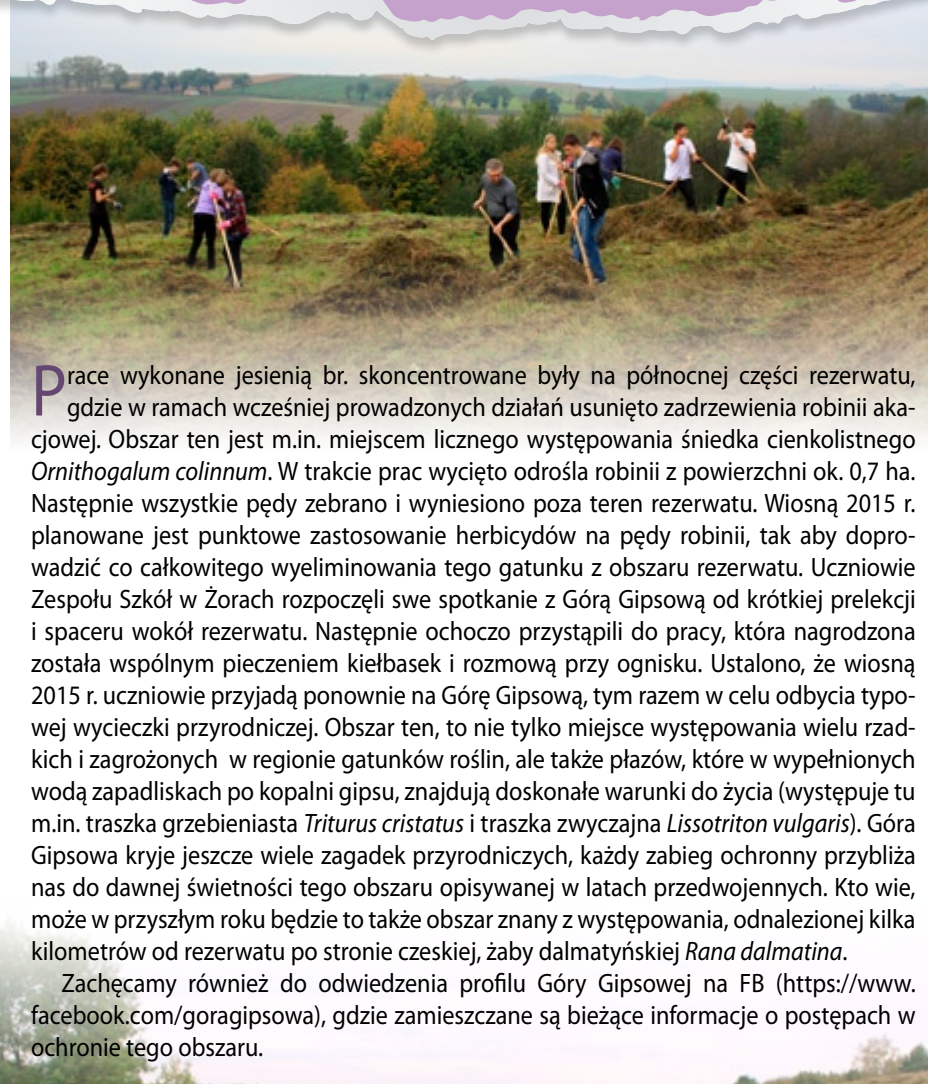 Prace wykonane jesienią br. skoncentrowane były na północnej części rezerwatu,
gdzie w ramach wcześniej prowadzonych działań usunięto zadrzewienia robinii aka-
cjowej. Obszar ten jest m.in. miejscem licznego występowania śniedka cienkolistnego
Ornithogalum colinnum. W trakcie prac wycięto odrośla robinii z powierzchni ok. 0,7 ha.
Następnie wszystkie pędy zebrano i wyniesiono poza teren rezerwatu. Wiosną 2015 r.
planowane jest punktowe zastosowanie herbicydów na pędy robinii, tak aby dopro-
wadzić co całkowitego wyeliminowania tego gatunku z obszaru rezerwatu. Uczniowie
Zespołu Szkół w Żorach rozpoczęli swe spotkanie z Górą Gipsową od krótkiej prelekcji
i spaceru wokół rezerwatu. Następnie ochoczo przystąpili do pracy, która nagrodzona
została wspólnym pieczeniem kiełbasek i rozmową przy ognisku. Ustalono, że wiosną
2015 r. uczniowie przyjadą ponownie na Górę Gipsową, tym razem w celu odbycia typo-
wej wycieczki przyrodniczej. Obszar ten, to nie tylko miejsce występowania wielu rzad-
kich i zagrożonych w regionie gatunków roślin, ale także płazów, które w wypełnionych
wodą zapadliskach po kopalni gipsu, znajdują doskonałe warunki do życia (występuje tu
m.in. traszka grzebieniasta Triturus cristatus i traszka zwyczajna Lissotriton vulgaris). Góra
Gipsowa kryje jeszcze wiele zagadek przyrodniczych, każdy zabieg ochronny przybliża
nas do dawnej świetności tego obszaru opisywanej w latach przedwojennych. Kto wie,
może w przyszłym roku będzie to także obszar znany z występowania, odnalezionej kilka
kilometrów od rezerwatu po stronie czeskiej, żaby dalmatyńskiej Rana dalmatina.
Zachęcamy również do odwiedzenia profilu Góry Gipsowej na FB (https://www.
facebook.com/goragipsowa), gdzie zamieszczane są bieżące informacje o postępach w
ochronie tego obszaru.